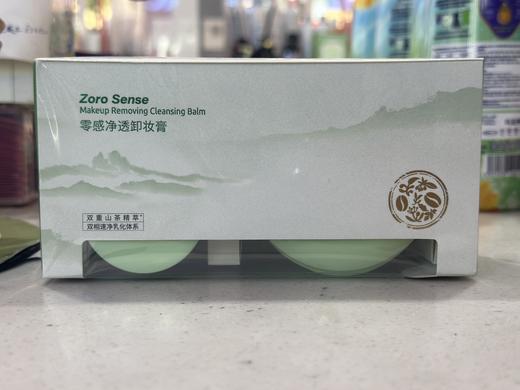 Zoro Sense
Makeup Removing Cleansing Balm
零感净透卸妆膏
双重山茶精萃*
双相速净乳化体系